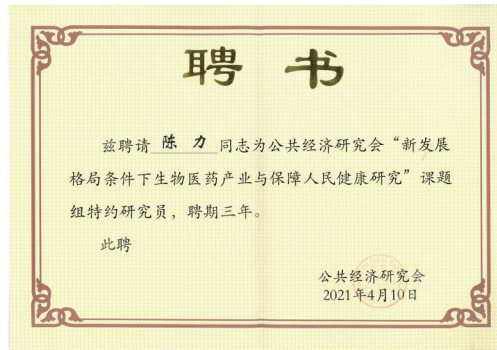 聘书
兹聘请 陈力 同志为公共经济研究会“新发展
格局条件下生物医药产业与保障人民健康研究”课题
组特约研究员，聘期三年。
此聘
公共经济研究会
2021年4月10日